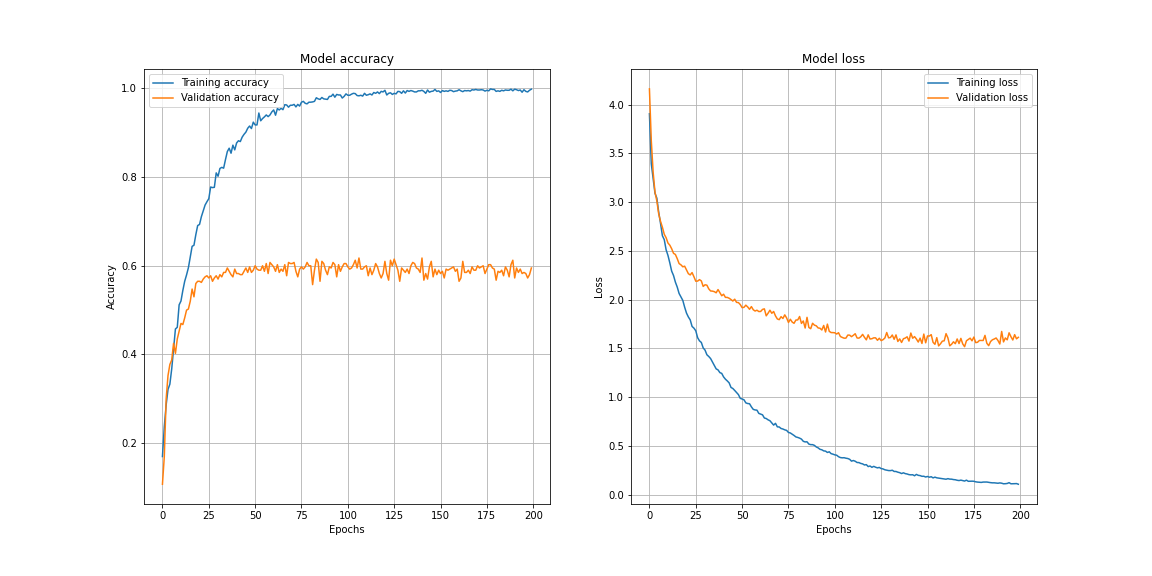 Model accuracy
Training accuracy
Validation accuracy
1.0
0.8
0.6
0.4
0.2
Accuracy
0 25 50 75 100 125 150 175 200
Epochs
Model loss
Training loss
Validation loss
4.0
3.5
3.0
2.5
2.0
1.5
1.0
0.5
0.0
Loss
0 25 50 75 100 125 150 175 200
Epochs